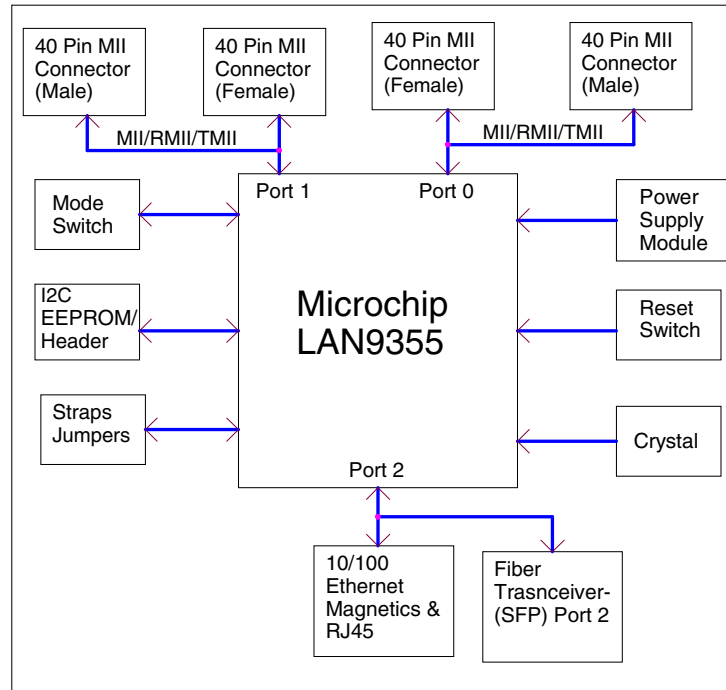 40 Pin MII
Connector
(Male)
40 Pin MII
Connector
(Female)
40 Pin MII
Connector
(Female)
40 Pin MII
Connector
(Male)
MII/RMII/TMII
MII/RMII/TMII
Port 1
Port 0
Mode
Switch
Power
Supply
Module
I2C
EEPROM/
Header
Microchip
LAN9355
Reset
Switch
Straps
Jumpers
Crystal
Port 2
10/100
Ethernet
Magnetics &
RJ45
Fiber
Trasnceiver-
(SFP) Port 2